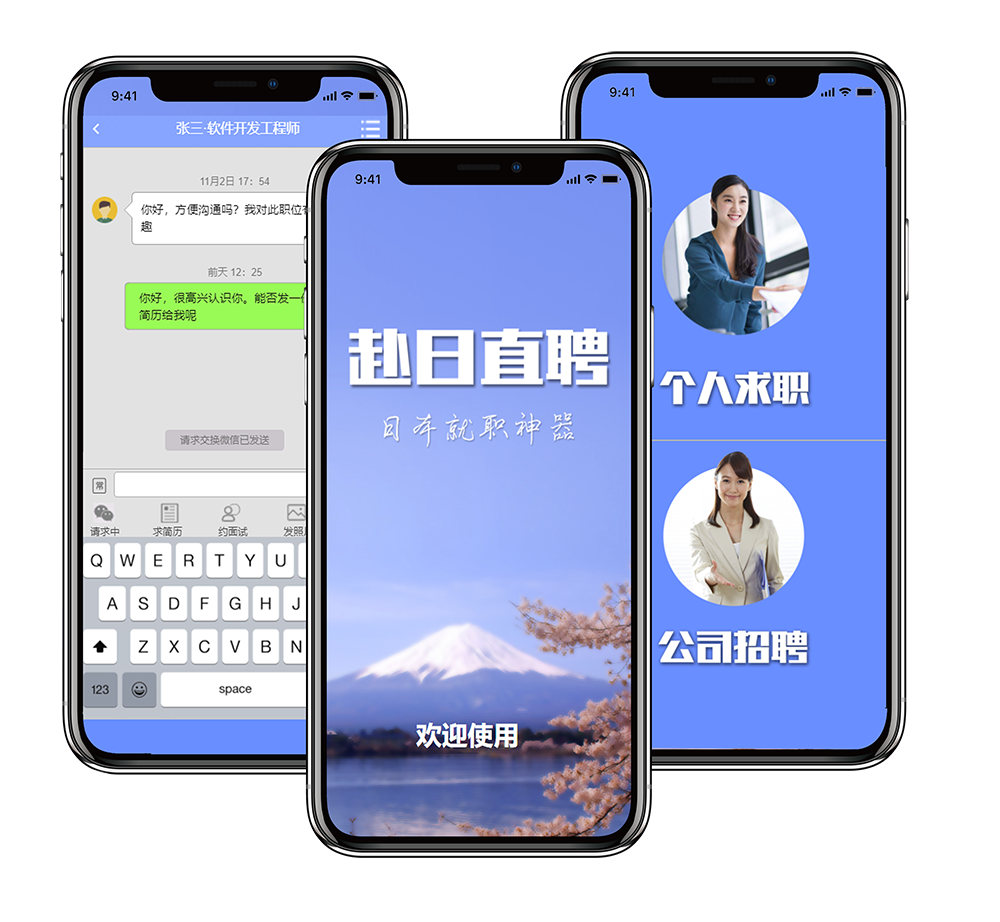 9:41
张三·软件开发工程师
11月2日 17：54
你好，方便沟通吗？我对此职位有
趣
前天 12：25
你好，很高兴认识你。能否发一
简历给我呢
请求交换微信已发送
常
请求中 求简历 约面试 发照
Q W E R T Y U
A S D F G H J
Z X C V B N
123 space
9:41
赴日直聘
日本就职神器
欢迎使用
9:41
个人求职
公司招聘